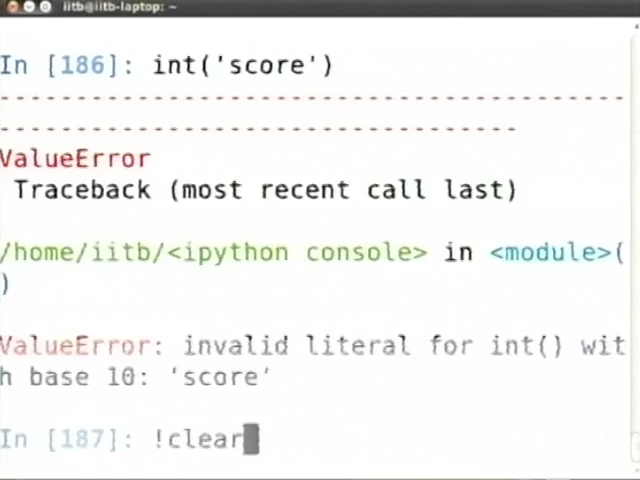 iitb@iitb-laptop: ~
In [186]: int('score')
---------------------------------------------------------
----------------------------------
ValueError
Traceback (most recent call last)
/home/iitb/<ipython console> in <module>(
)
ValueError: invalid literal for int() wit
h base 10: 'score'
In [187]: !clear